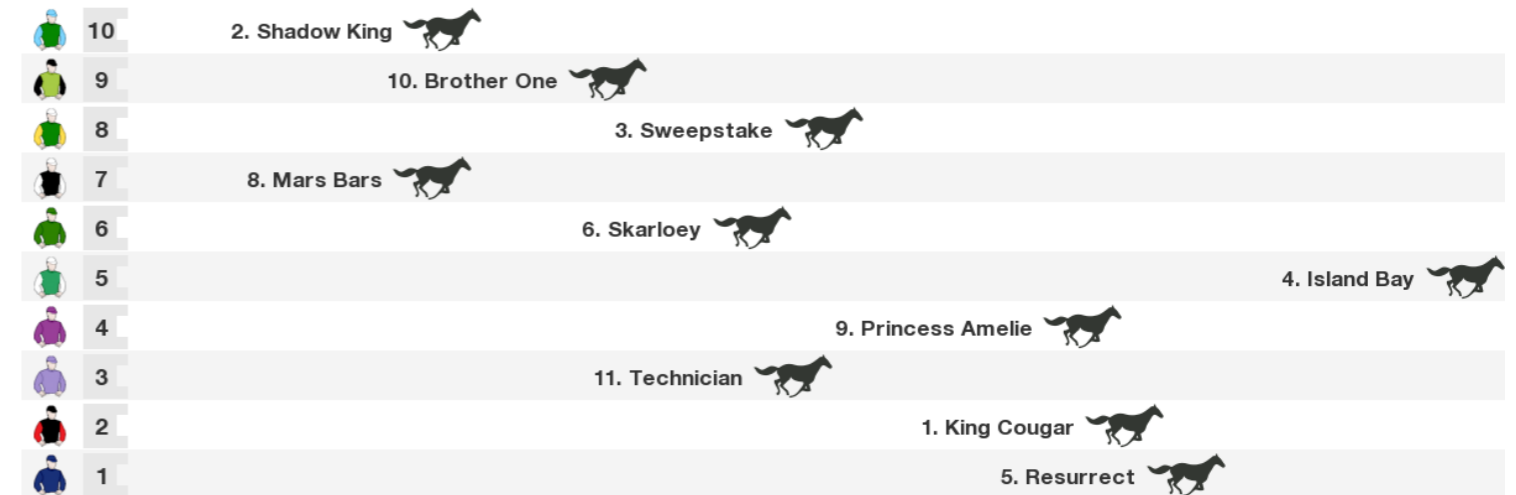 10 2. Shadow King
9 10. Brother One
8 3. Sweepstake
7 8. Mars Bars
6 6. Skarloey
5 4. Island Bay
4 9. Princess Amelie
3 11. Technician
2 1. King Cougar
1 5. Resurrect